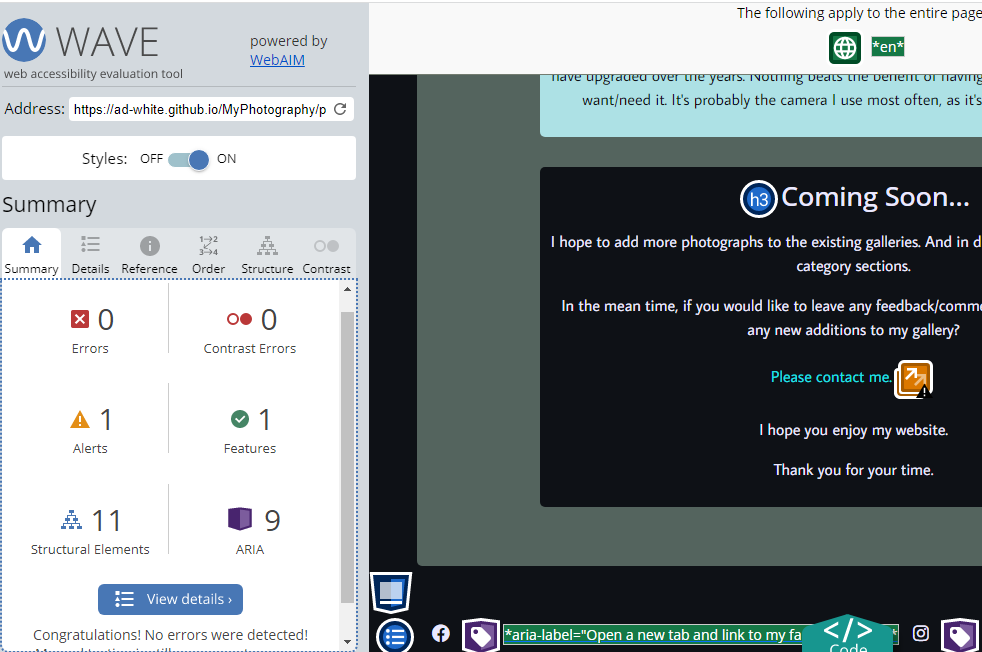 WAVE
web accessibility evaluation tool
powered by
WebAIM
Address: https://ad-white.github.io/MyPhotography/p
Styles: OFF ON
Summary
Summary Details Reference Order Structure Contrast
0
Errors
0
Contrast Errors
1
Alerts
1
Features
11
Structural Elements
9
ARIA
View details ›
Congratulations! No errors were detected!
The following apply to the entire page
*en*
have upgraded over the years. Nothing beats the benefit of having
want/need it. It's probably the camera I use most often, as it's
h3 Coming Soon...
I hope to add more photographs to the existing galleries. And in d
category sections.
In the mean time, if you would like to leave any feedback/comme
any new additions to my gallery?
Please contact me.
I hope you enjoy my website.
Thank you for your time.
*aria-label="Open a new tab and link to my fa
*
</>
Code